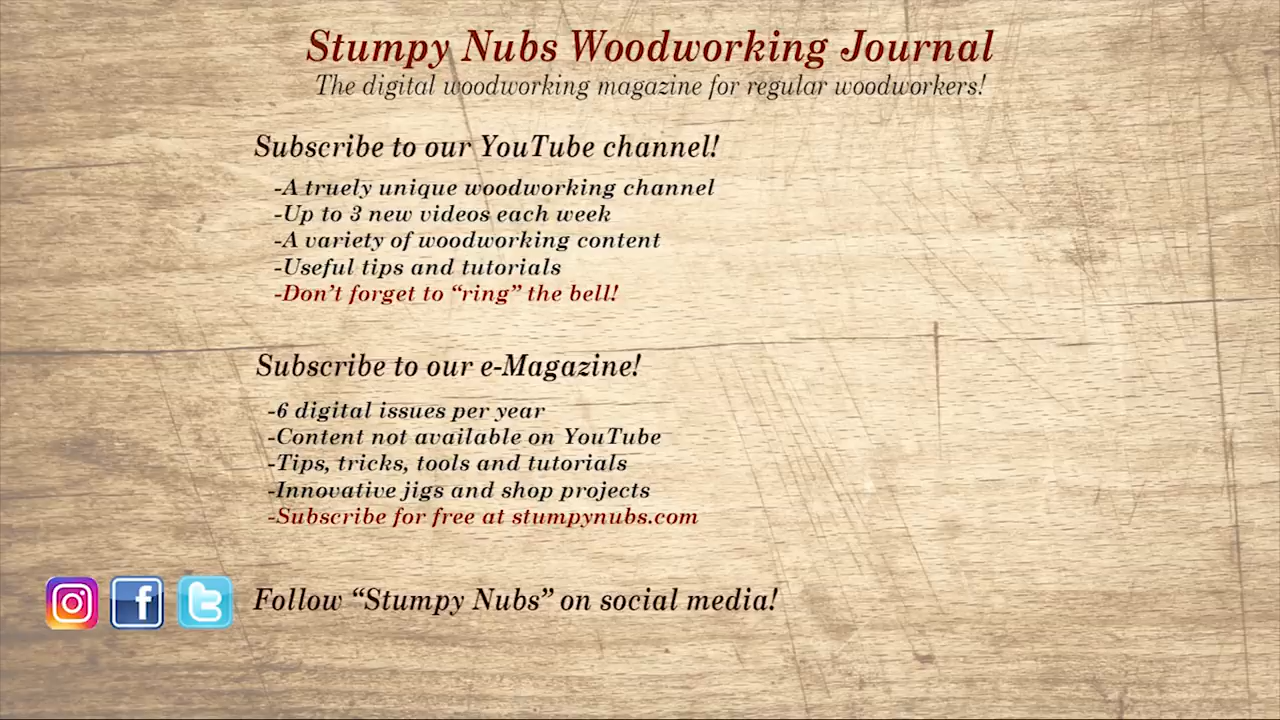 Stumpy Nubs Woodworking Journal
The digital woodworking magazine for regular woodworkers!
Subscribe to our YouTube channel!
-A truely unique woodworking channel
-Up to 3 new videos each week
-A variety of woodworking content
-Useful tips and tutorials
-Don't forget to “ring” the bell!
Subscribe to our e-Magazine!
-6 digital issues per year
-Content not available on YouTube
-Tips, tricks, tools and tutorials
-Innovative jigs and shop projects
-Subscribe for free at stumpynubs.com
Follow “Stumpy Nubs” on social media!